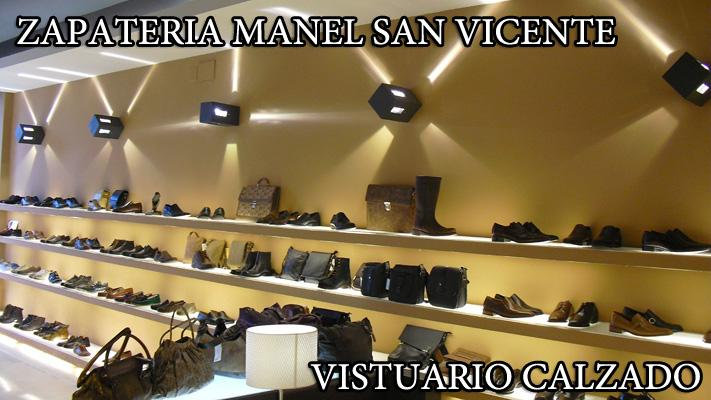 ZAPATERIA MANEL SAN VICENTE
VISTUARIO CALZADO